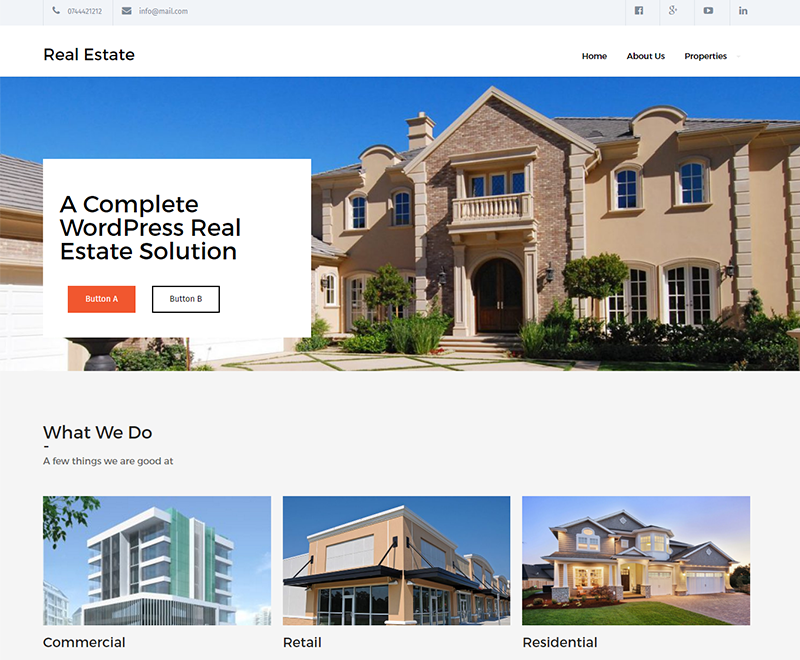 0744421212
info@mail.com
Real Estate
Home
About Us
Properties
A Complete
WordPress Real
Estate Solution
Button A
Button B
What We Do
A few things we are good at
Commercial
Retail
Residential